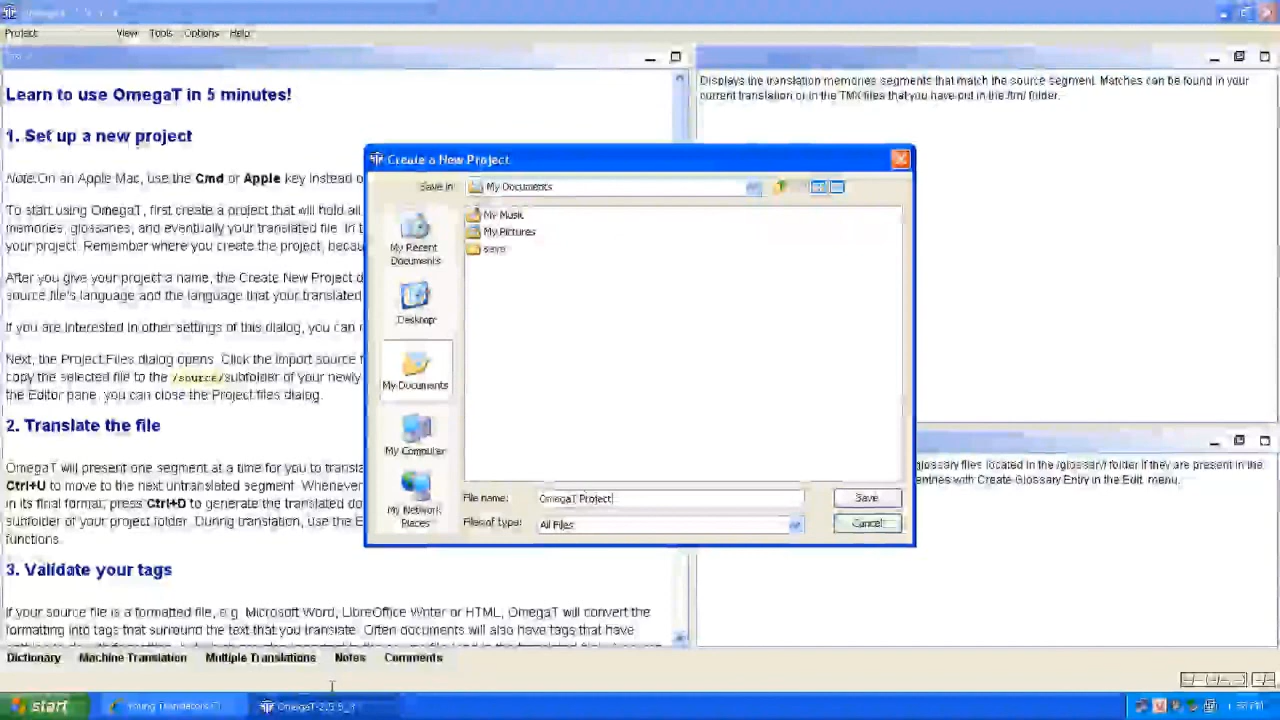 Project View Tools Options Help
Learn to use OmegaT in 5 minutes!
1. Set up a new project
Note:On an Apple Mac, use the Cmd or Apple key instead o
To start using OmegaT, first create a project that will hold all
memories, glossaries, and eventually your translated file. In t
your project. Remember where you create the project, becau
After you give your project a name, the Create New Project d
source file's language and the language that your translated
If you are interested in other settings of this dialog, you can r
Next, the Project Files dialog opens. Click the Import source f
copy the selected file to the /source/subfolder of your newly
the Editor pane, you can close the Project files dialog.
2. Translate the file
OmegaT will present one segment at a time for you to transla
Ctrl+U to move to the next untranslated segment. Whenever
in its final format, press Ctrl+D to generate the translated do
subfolder of your project folder. During translation, use the E
functions.
3. Validate your tags
If your source file is a formatted file, e.g. Microsoft Word, LibreOffice Writer or HTML, OmegaT will convert the
formatting into tags that surround the text that you translate. Often documents will also have tags that have
Displays the translation memories segments that match the source segment. Matches can be found in your
current translation or in the TMX files that you have put in the /tm/ folder.
Create a New Project
Save in:
My Documents
My Recent
Documents
Desktop
My Documents
My Computer
My Network
Places
My Music
My Pictures
save
File name:
OmegaT Project
Save
Files of type:
All Files
Cancel
glossary files located in the /glossary/ folder if they are present in the
entries with Create Glossary Entry in the Edit menu.
Dictionary Machine Translation Multiple Translations Notes Comments
--/--/-- --/--
start
Young Translators
OmegaT-2.5.5_3